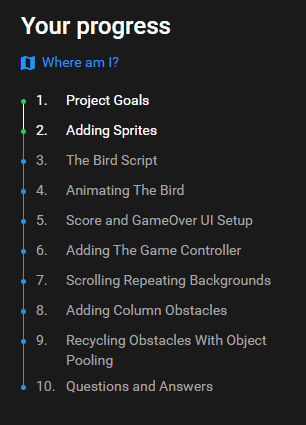 Your progress
Where am I?
1. Project Goals
2. Adding Sprites
3. The Bird Script
4. Animating The Bird
5. Score and GameOver UI Setup
6. Adding The Game Controller
7. Scrolling Repeating Backgrounds
8. Adding Column Obstacles
9. Recycling Obstacles With Object
Pooling
10. Questions and Answers